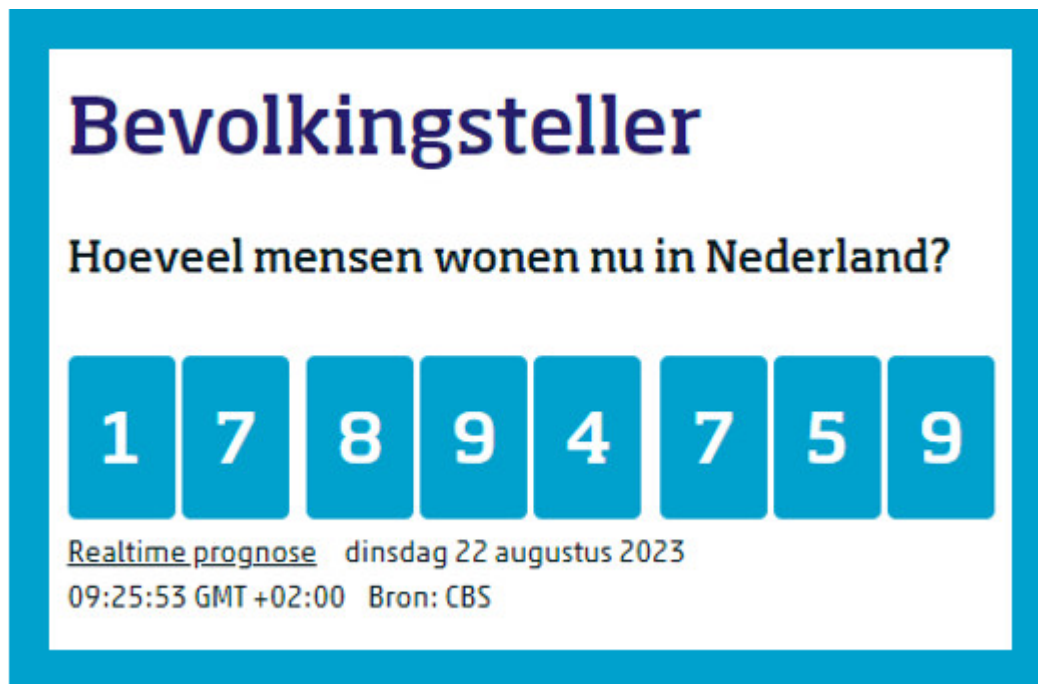 Bevolkingsteller
Hoeveel mensen wonen nu in Nederland?
17 894 759
Realtime prognose dinsdag 22 augustus 2023
09:25:53 GMT +02:00 Bron: CBS